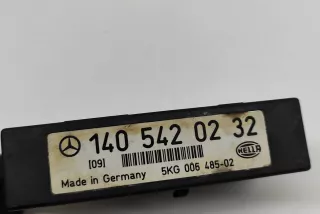 140 542 02 32
[09]
5KG 006 485-02
HELLA
Made in Germany